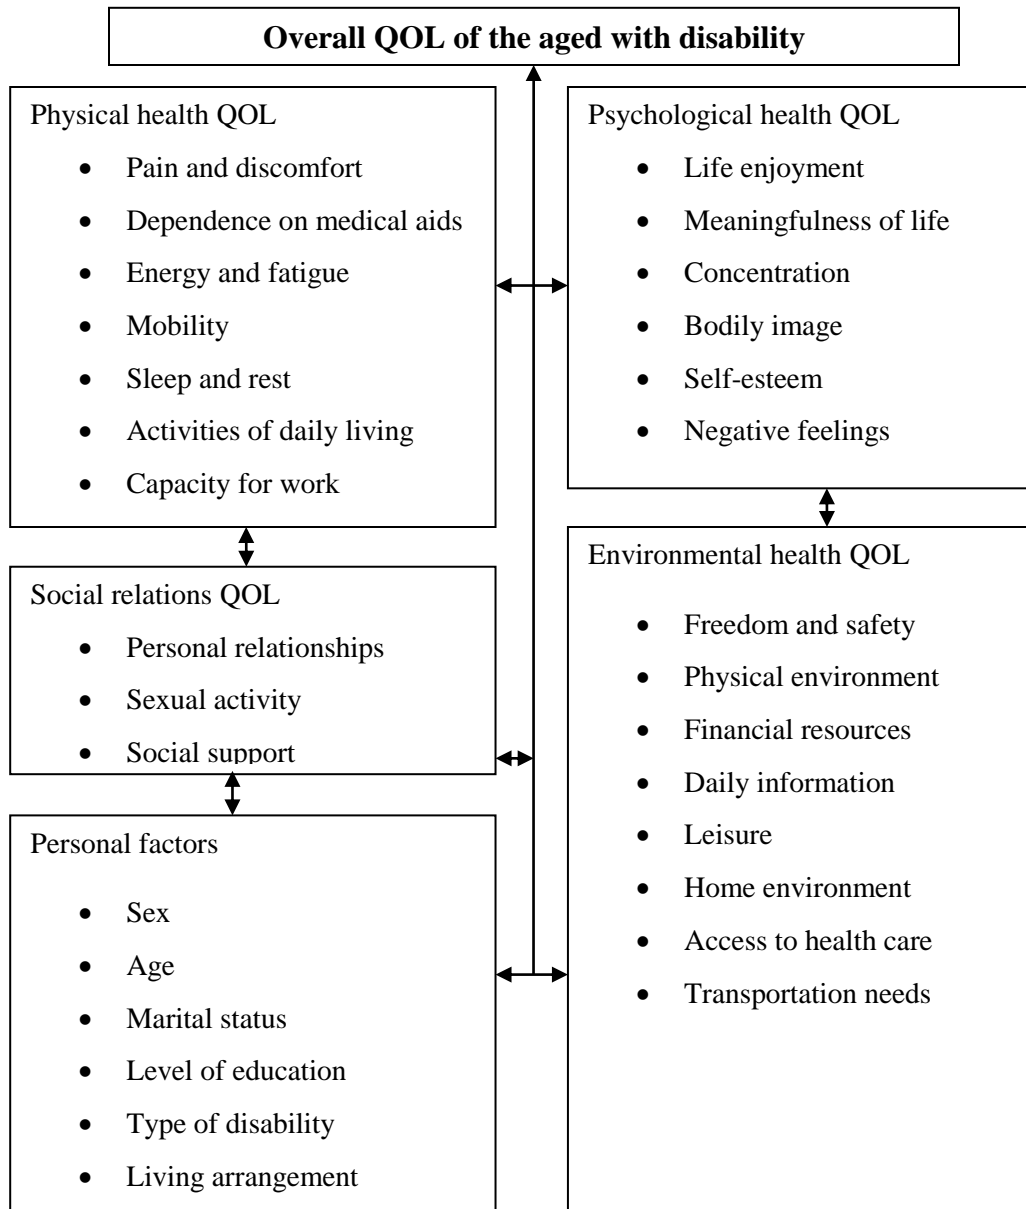 Overall QOL of the aged with disability
Physical health QOL
• Pain and discomfort
• Dependence on medical aids
• Energy and fatigue
• Mobility
• Sleep and rest
• Activities of daily living
• Capacity for work
Psychological health QOL
• Life enjoyment
• Meaningfulness of life
• Concentration
• Bodily image
• Self-esteem
• Negative feelings
Social relations QOL
• Personal relationships
• Sexual activity
• Social support
Environmental health QOL
• Freedom and safety
• Physical environment
• Financial resources
• Daily information
• Leisure
• Home environment
• Access to health care
• Transportation needs
Personal factors
• Sex
• Age
• Marital status
• Level of education
• Type of disability
• Living arrangement